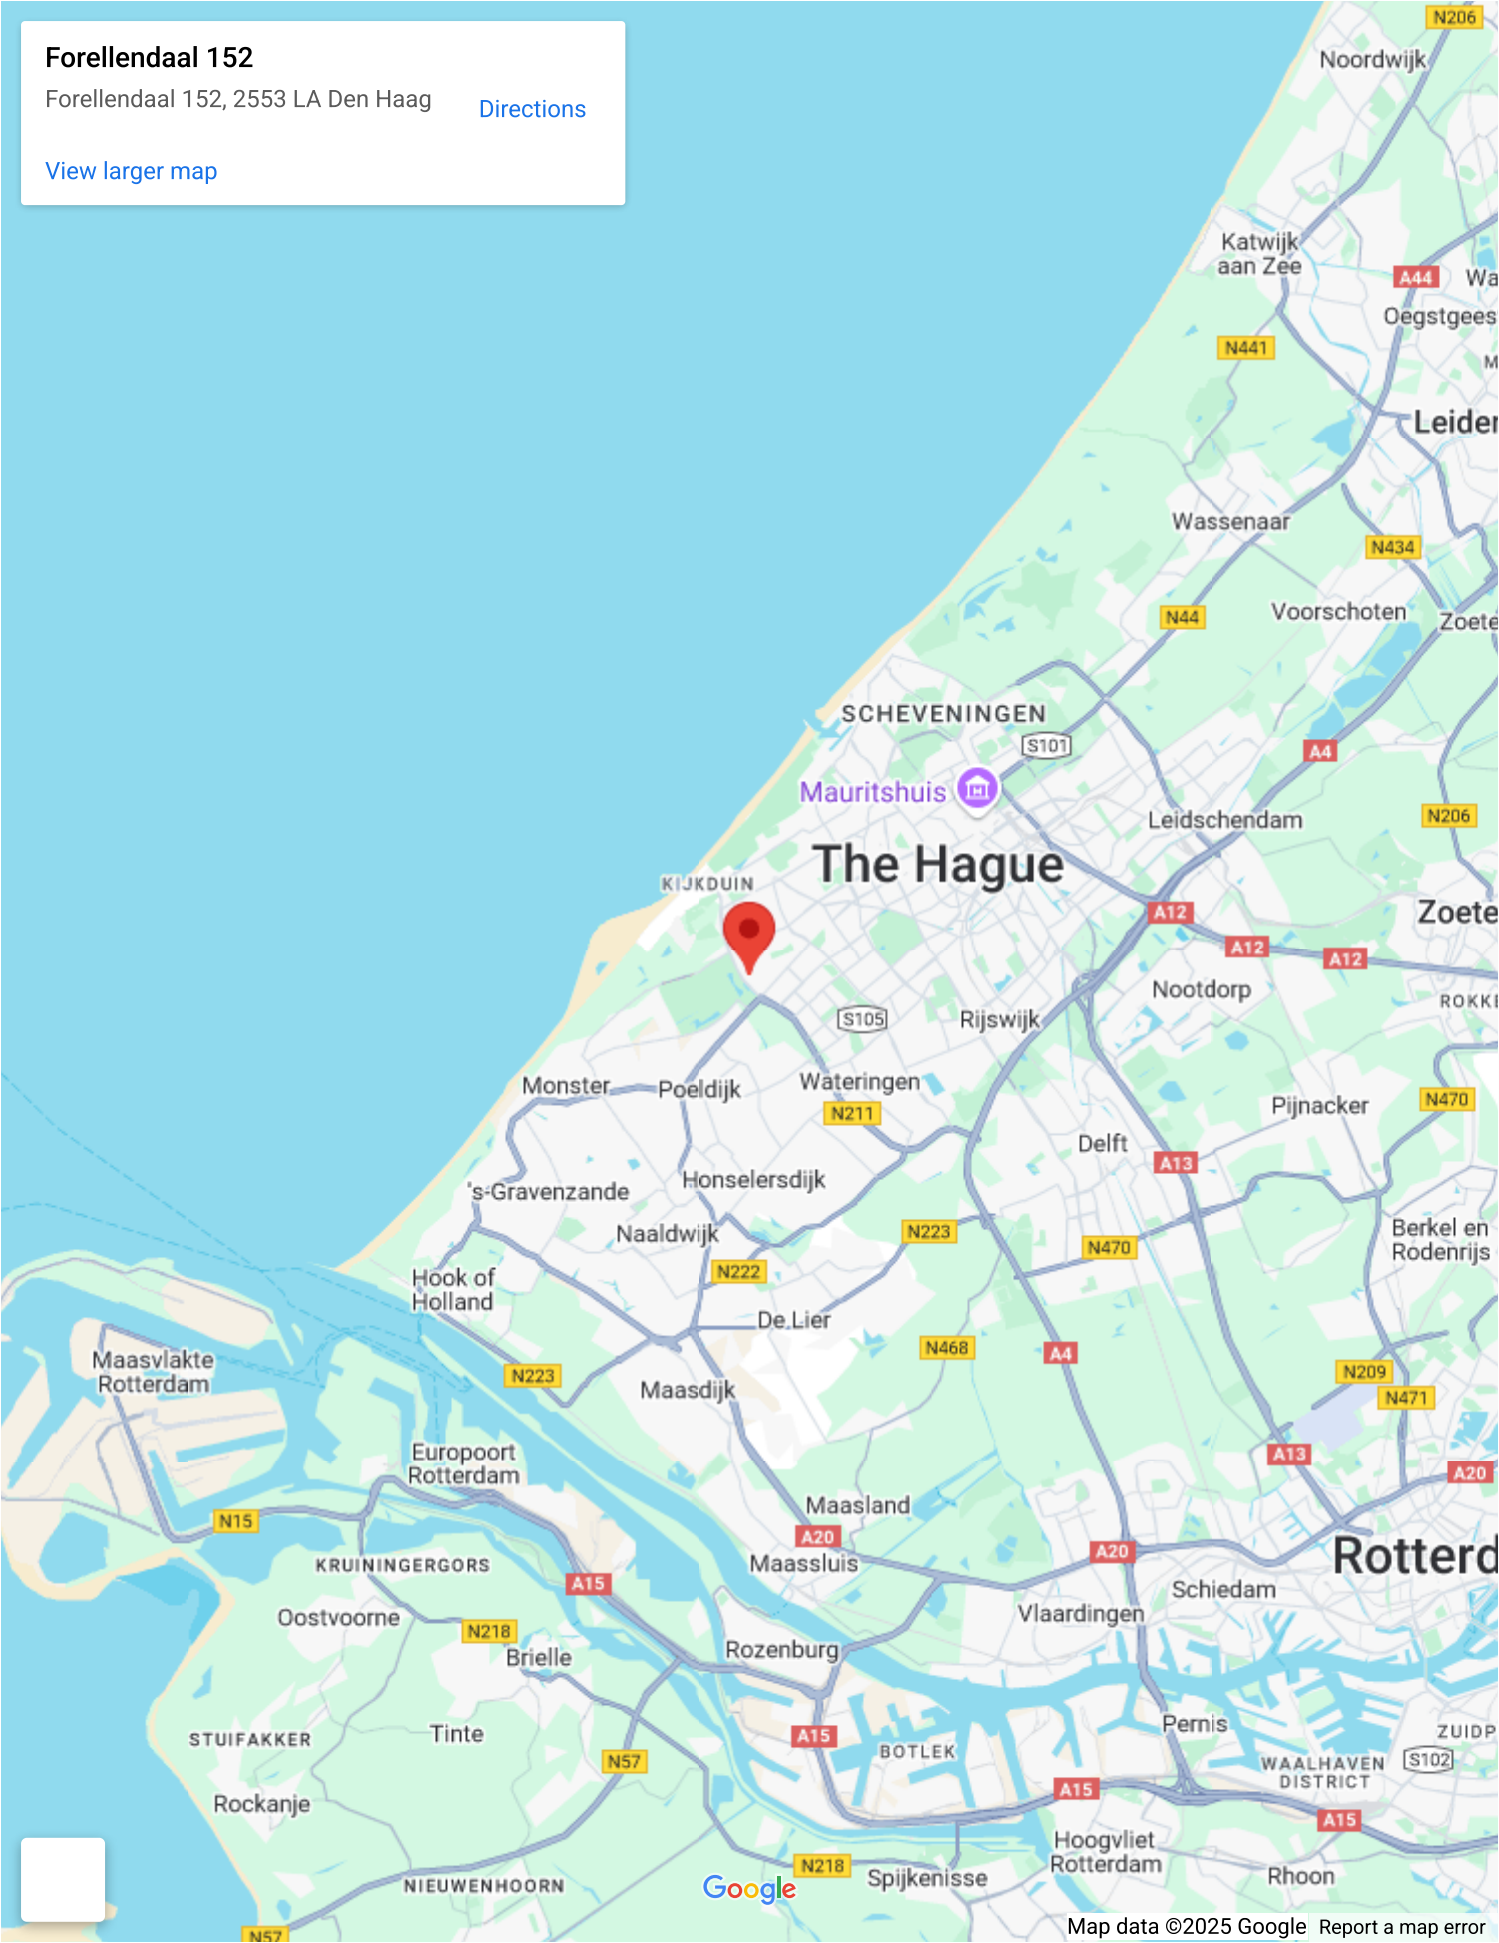 Forellendaal 152
Forellendaal 152, 2553 LA Den Haag
Directions
View larger map
N206
Noordwijk
Katwijk
aan Zee
A44
Wa
Oegstgees
N441
M
Leider
Wassenaar
N434
Voorschoten
N44
Zoete
SCHEVENINGEN
S101
A4
Mauritshuis
Leidschendam
N206
The Hague
KIJKDUIN
A12
Zoete
A12
A12
Nootdorp
ROKKE
S105
Rijswijk
Monster
Poeldijk
Wateringen
N211
Pijnacker
N470
Delft
A13
's-Gravenzande
Honselersdijk
Naaldwijk
N223
N470
Berkel en
Rodenrijs
Hook of
Holland
N222
De Lier
N468
A4
Maasvlakte
Rotterdam
N223
Maasdijk
N209
N471
Europoort
Rotterdam
A13
A20
Maasland
N15
A20
KRUININGERGORS
Maassluis
A20
Rotterd
A15
Schiedam
Oostvoorne
Vlaardingen
N218
Brielle
Rozenburg
STUIFAKKER
Tinte
A15
Pernis
ZUIDP
N57
BOTLEK
WAALHAVEN
DISTRICT
S102
Rockanje
A15
A15
Hoogvliet
Rotterdam
N218
Spijkenisse
Rhoon
NIEUWENHOORN
Google
N57
Map data ©2025 Google
Report a map error